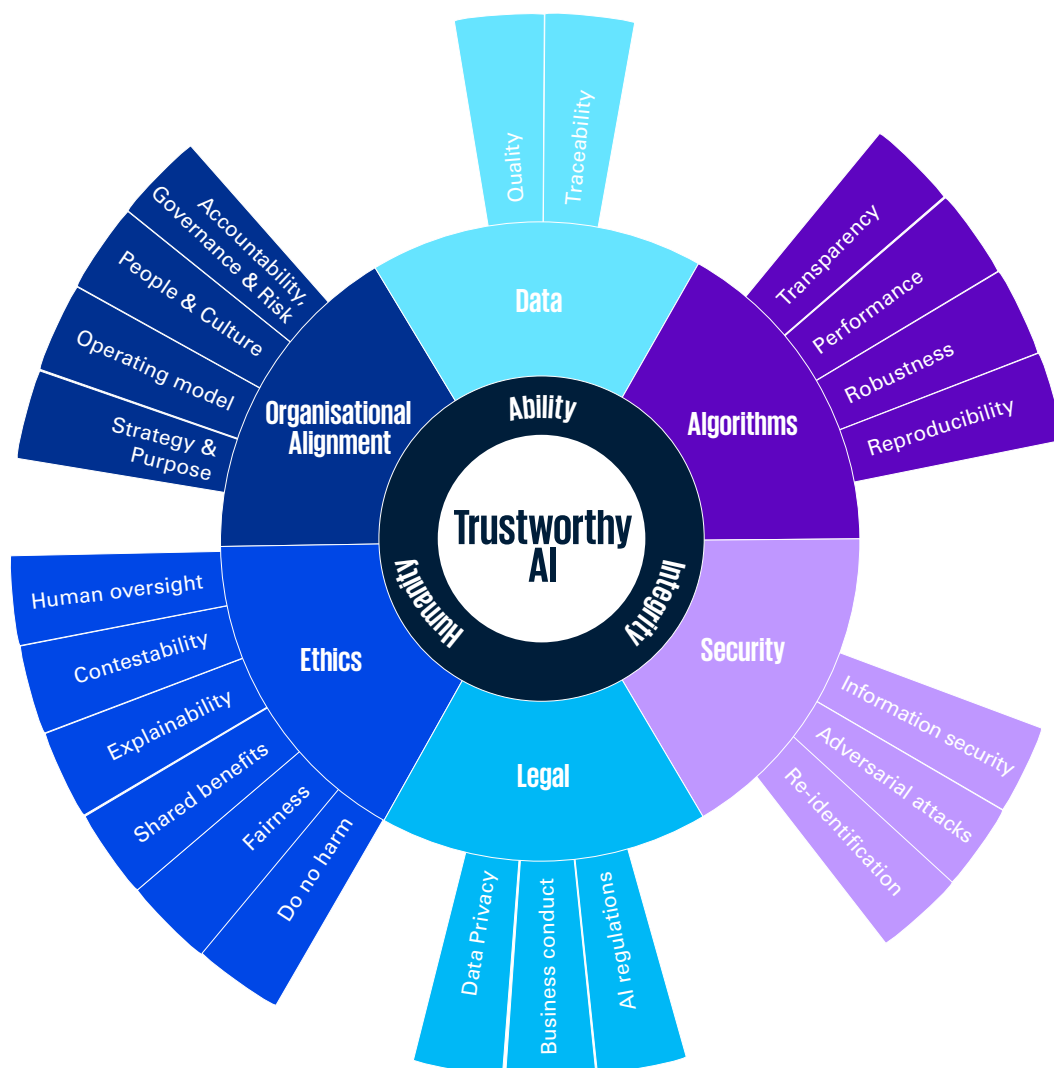 Quality
Traceability
Data
Transparency
Performance
Robustness
Reproducibility
Algorithms
Information security
Adversarial attacks
Re-identification
Security
AI regulations
Business conduct
Data Privacy
Legal
Do no harm
Fairness
Shared benefits
Explainability
Contestability
Human oversight
Ethics
Strategy &
Purpose
Operating model
People & Culture
Accountability,
Governance & Risk
Organisational
Alignment
Ability
Integrity
Humanity
Trustworthy
AI